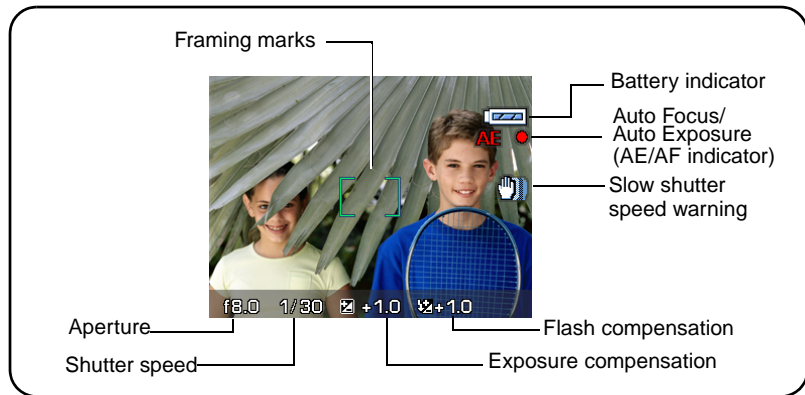 Framing marks
Battery indicator
Auto Focus/
Auto Exposure
(AE/AF indicator)
AE
Slow shutter
speed warning
f8.0 1/30 +1.0 +1.0
Aperture
Flash compensation
Shutter speed
Exposure compensation